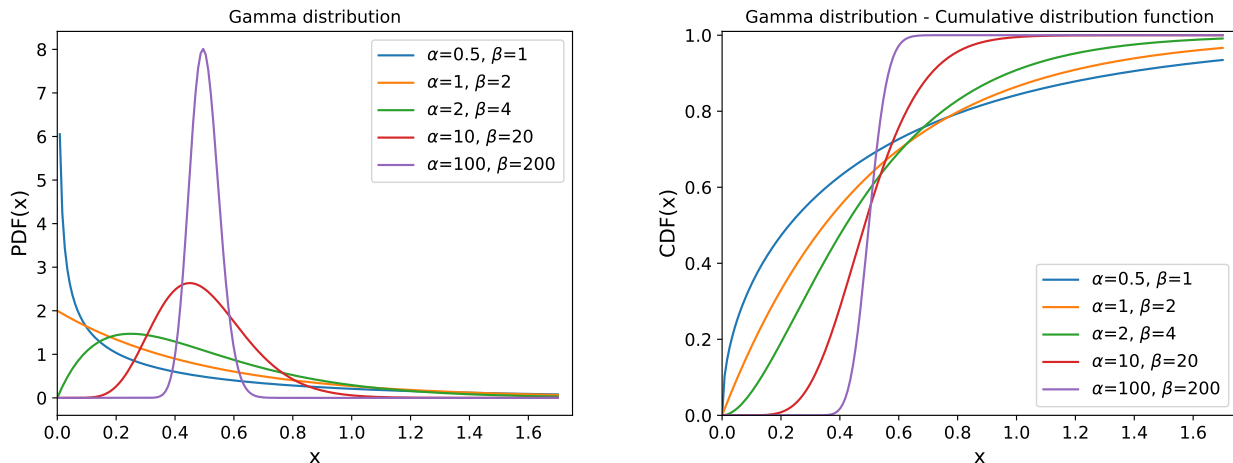 Gamma distribution
8
7
6
5
4
3
2
1
0
PDF(x)
α=0.5, β=1
α=1, β=2
α=2, β=4
α=10, β=20
α=100, β=200
0.0 0.2 0.4 0.6 0.8 1.0 1.2 1.4 1.6
x
Gamma distribution - Cumulative distribution function
1.0
0.8
0.6
0.4
0.2
0.0
CDF(x)
α=0.5, β=1
α=1, β=2
α=2, β=4
α=10, β=20
α=100, β=200
0.0 0.2 0.4 0.6 0.8 1.0 1.2 1.4 1.6
x